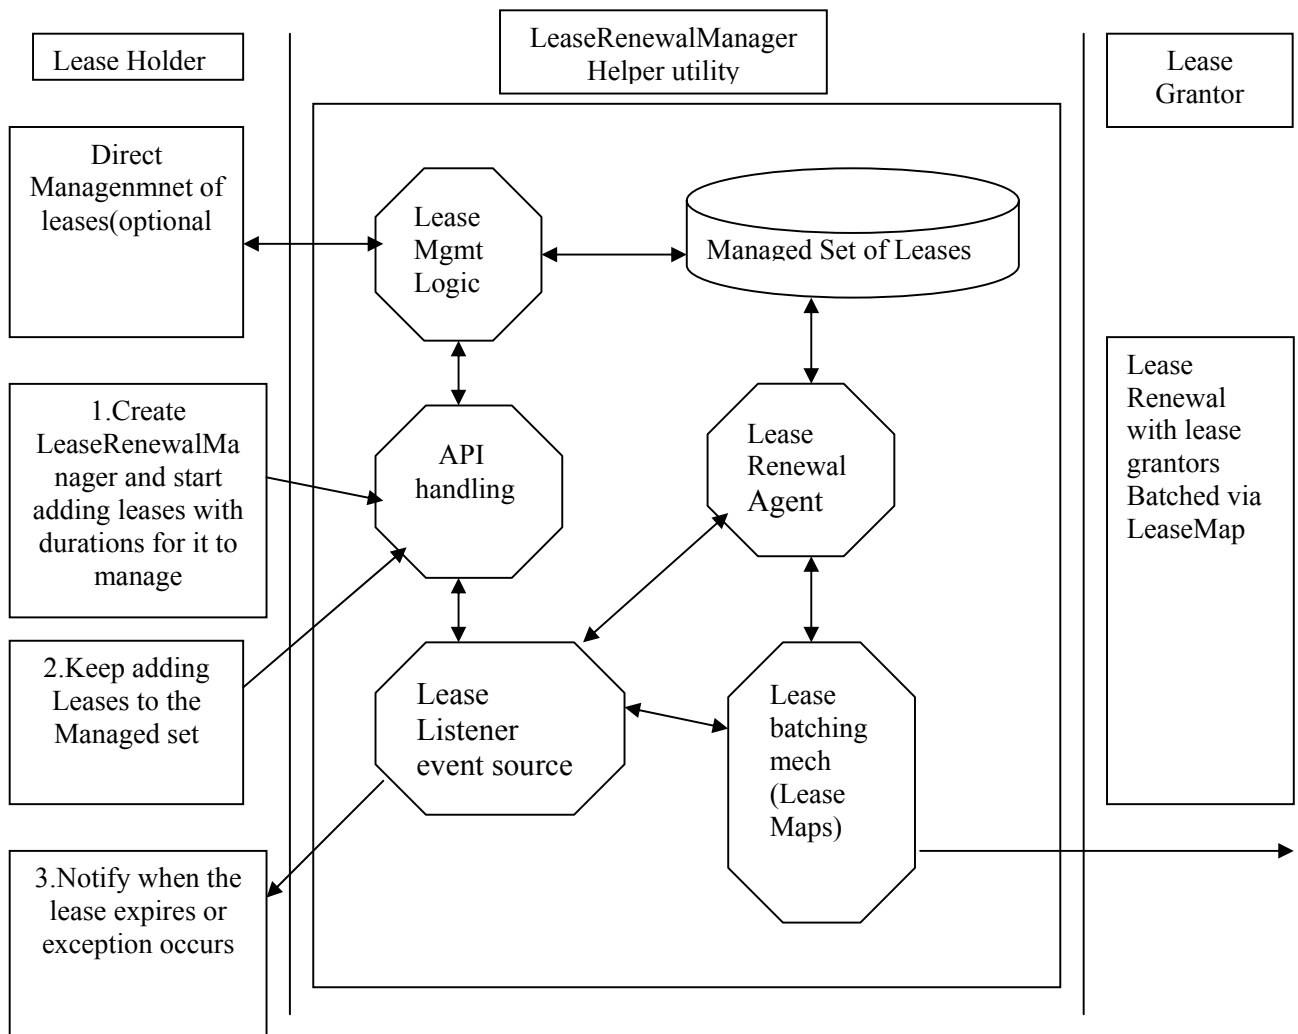 Lease Holder
LeaseRenewalManager
Helper utility
Lease
Grantor
Direct
Managenmnet of
leases(optional
Lease
Mgmt
Logic
Managed Set of Leases
1.Create
LeaseRenewalMa
nager and start
adding leases with
durations for it to
manage
API
handling
Lease
Renewal
Agent
Lease
Renewal
with lease
grantors
Batched via
LeaseMap
2.Keep adding
Leases to the
Managed set
Lease
Listener
event source
Lease
batching
mech
(Lease
Maps)
3.Notify when the
lease expires or
exception occurs